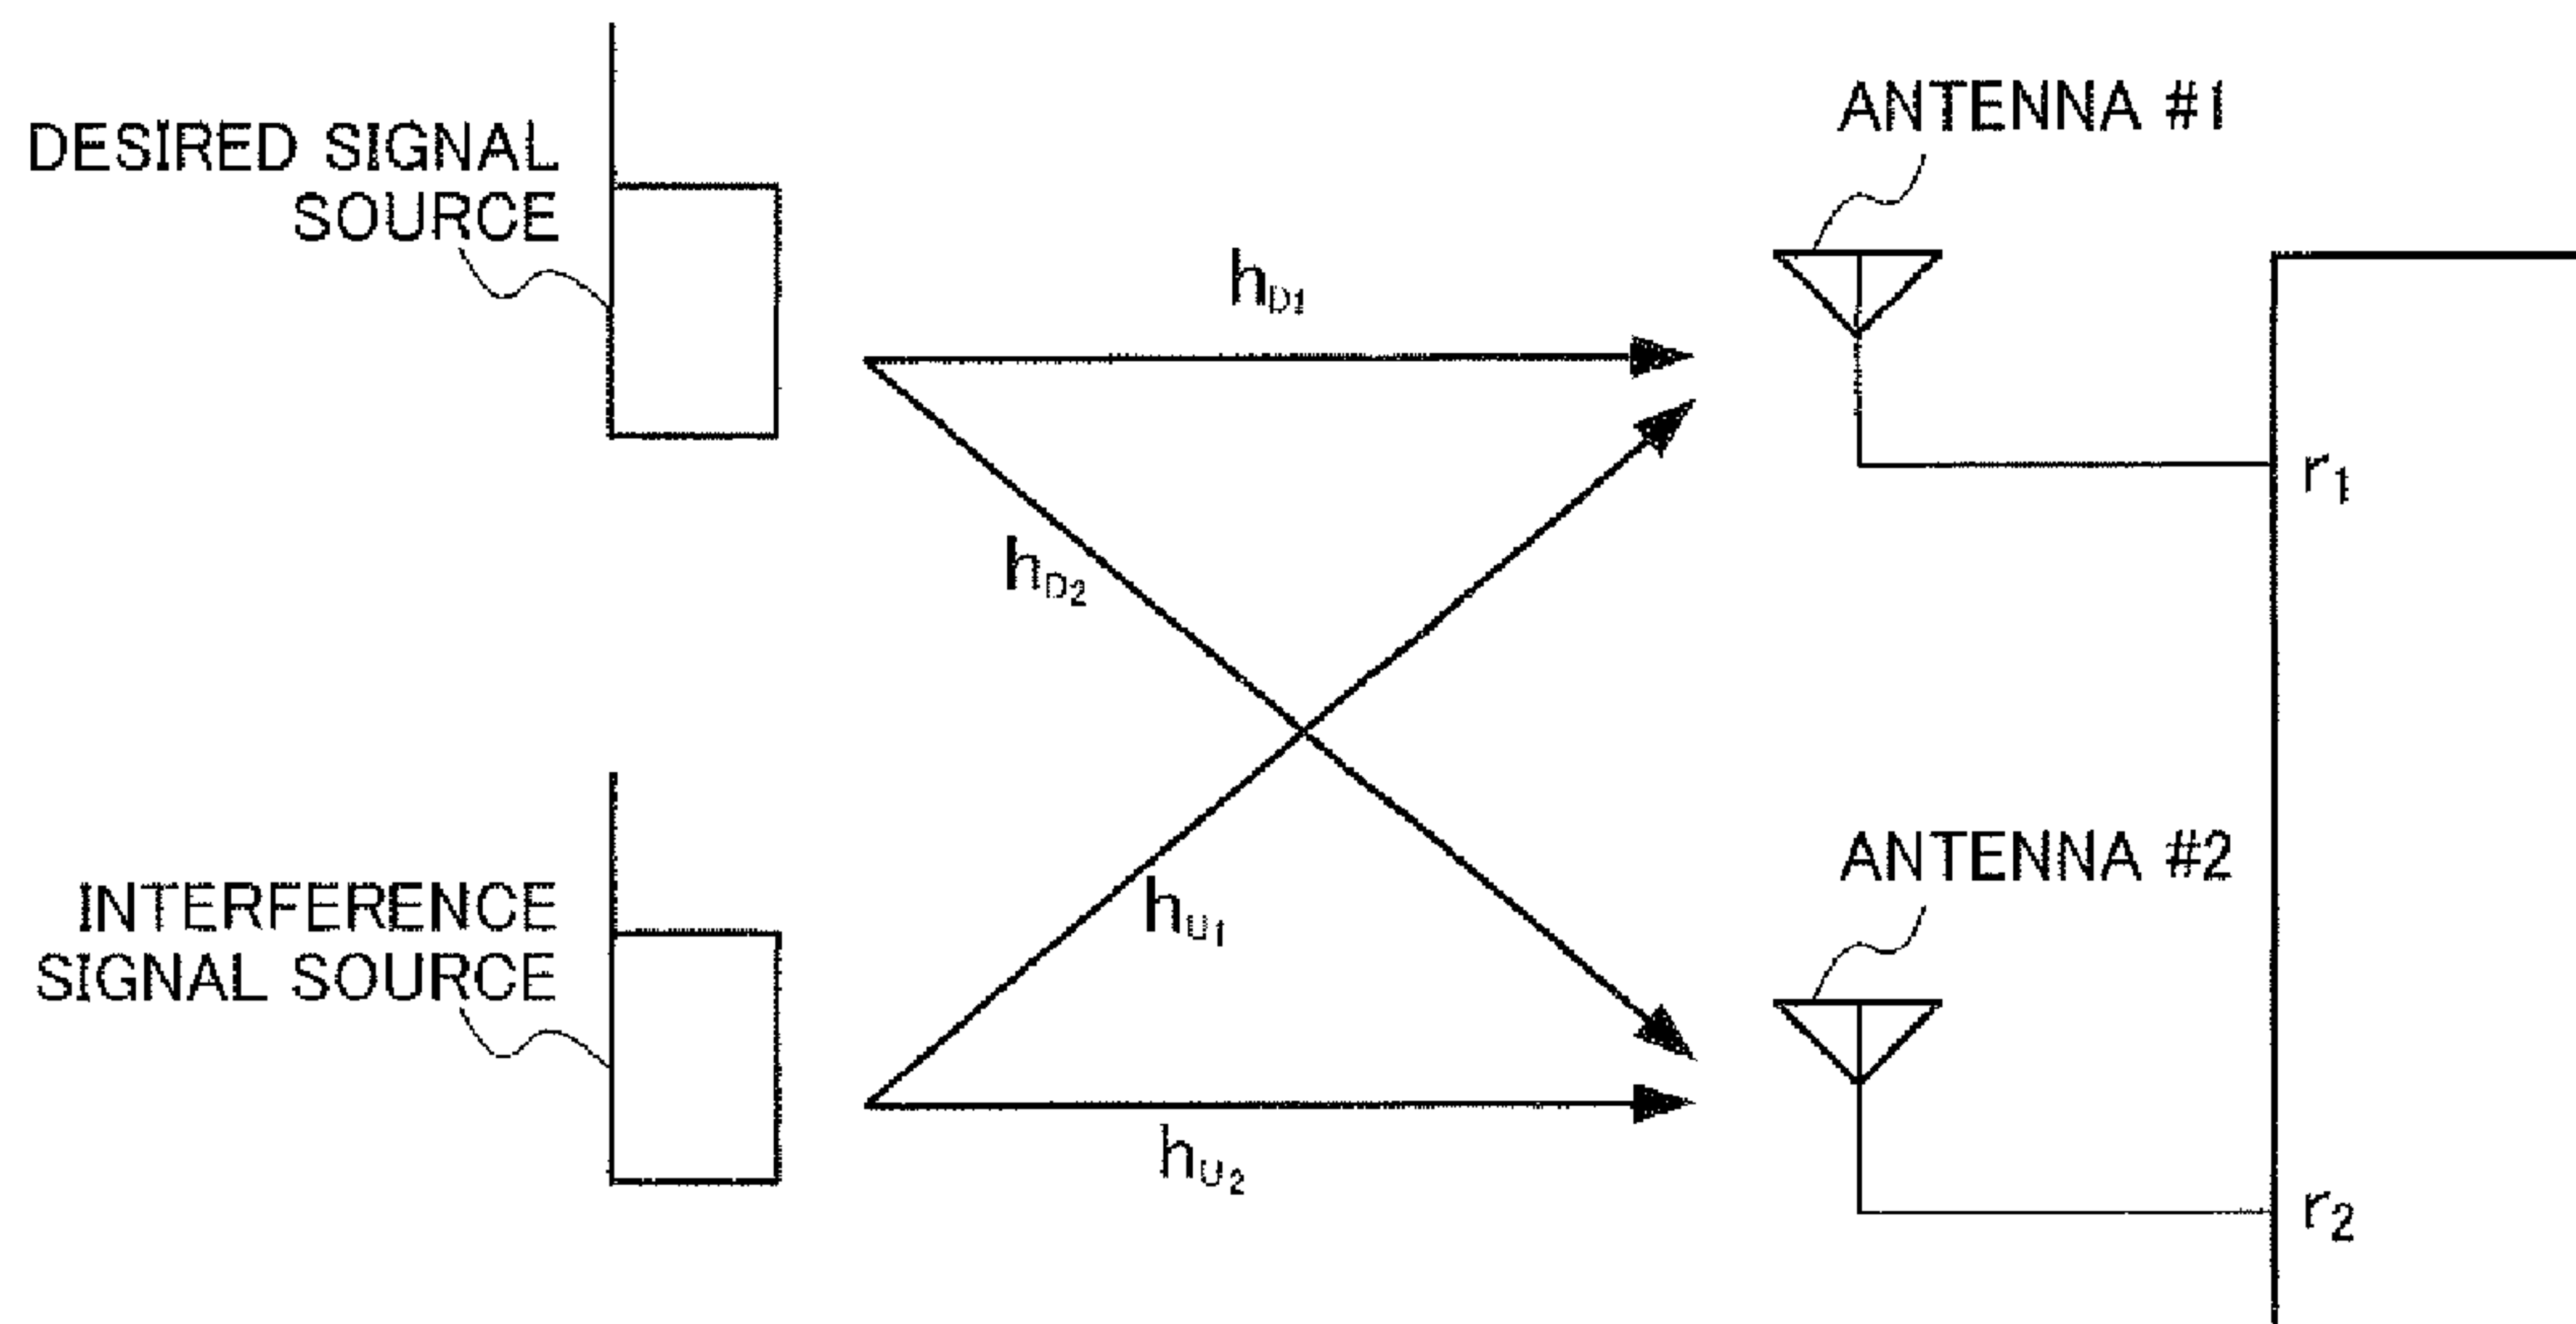 DESIRED SIGNAL
SOURCE
ANTENNA #1
hD1
r1
hD2
INTERFERENCE
SIGNAL SOURCE
hU1
ANTENNA #2
hU2
r2